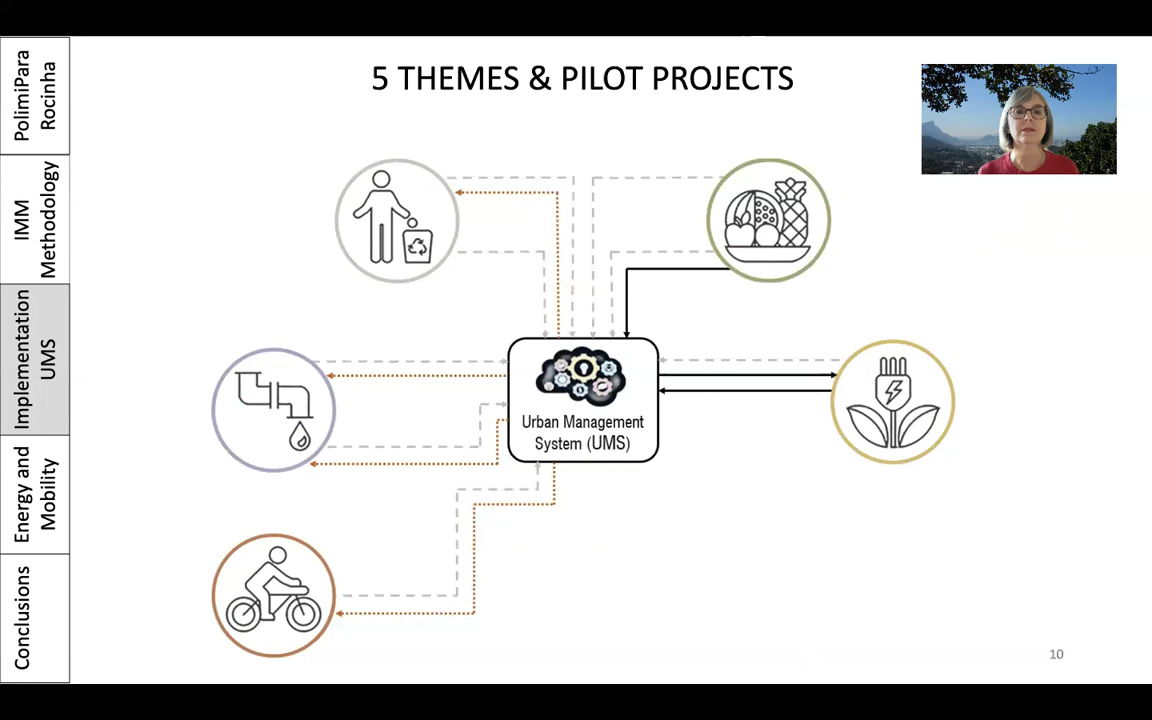 5 THEMES & PILOT PROJECTS
PolimiPara
Rocinha
IMM
Methodology
Implementation
UMS
Energy and
Mobility
Conclusions
Urban Management
System (UMS)
10